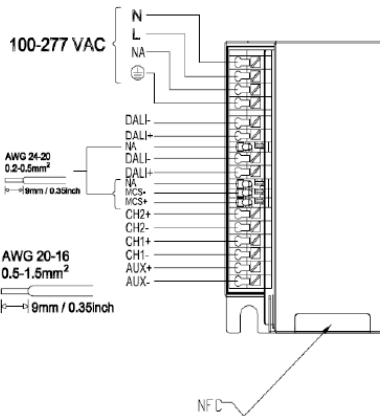 N
L
100-277 VAC
NA
DALI-
DALI+
NA
DALI-
DALI+
NA
MCS-
MCS+
CH2+
CH2-
CH1+
CH1-
AUX+
AUX-
AWG 24-20
0.2-0.5mm²
9mm / 0.35inch
AWG 20-16
0.5-1.5mm²
9mm / 0.35inch
NFC